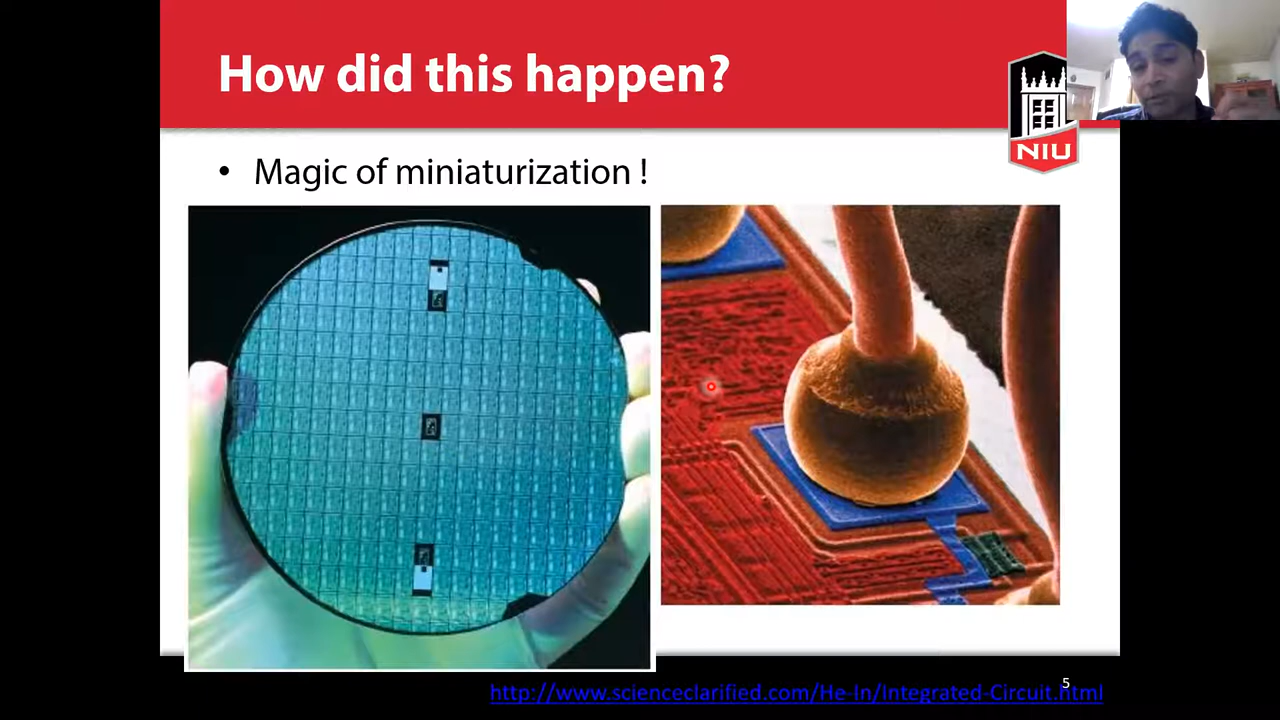 How did this happen?
NIU
• Magic of miniaturization !
5
http://www.scienceclarified.com/He-In/Integrated-Circuit.html